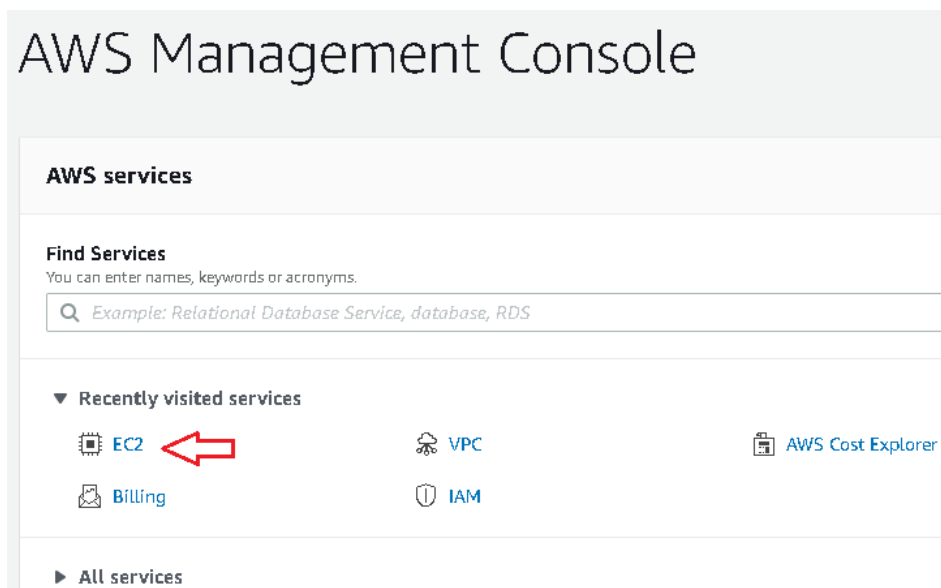 AWS Management Console
AWS services
Find Services
You can enter names, keywords or acronyms.
Example: Relational Database Service, database, RDS
Recently visited services
EC2 VPC AWS Cost Explorer
Billing IAM
All services